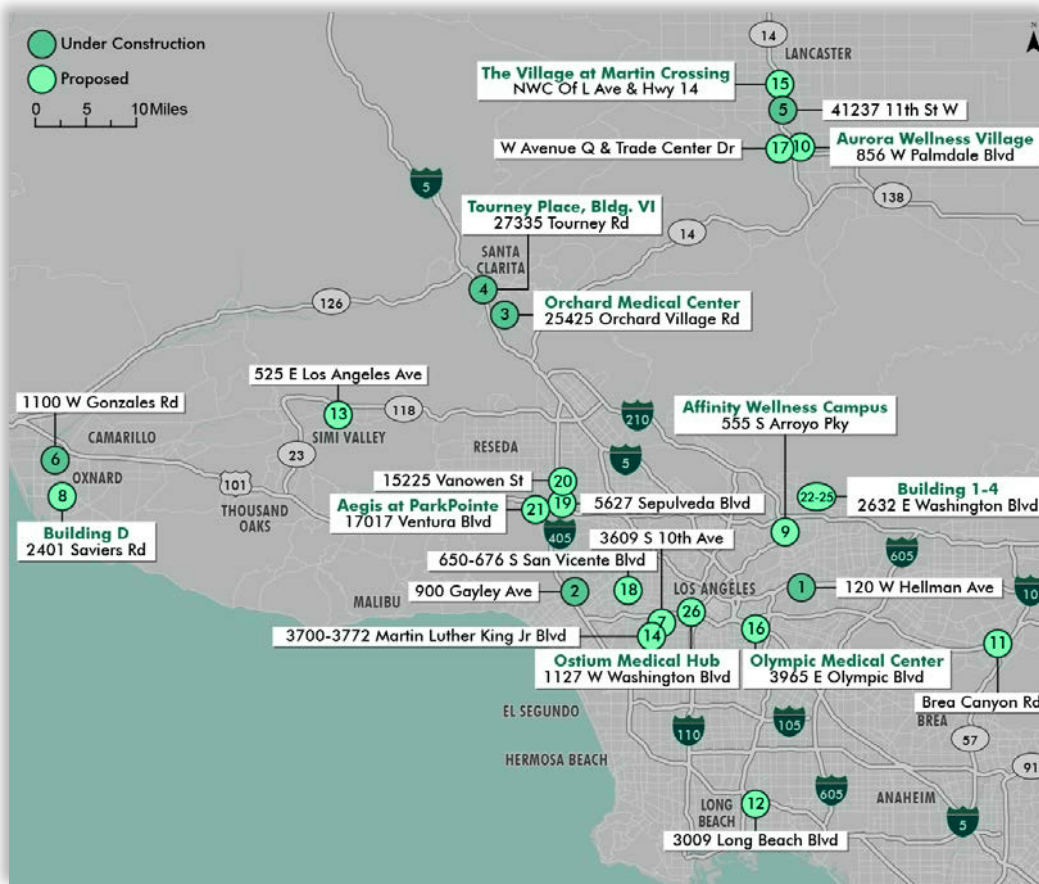 Under Construction
Proposed
0 5 10 Miles
N
14
LANCASTER
The Village at Martin Crossing
NWC Of L Ave & Hwy 14
15
5
41237 11th St W
W Avenue Q & Trade Center Dr
17
10
Aurora Wellness Village
856 W Palmdale Blvd
5
138
Tourney Place, Bldg. VI
27335 Tourney Rd
14
SANTA
CLARITA
4
126
3
Orchard Medical Center
25425 Orchard Village Rd
525 E Los Angeles Ave
1100 W Gonzales Rd
13
118
SIMI VALLEY
210
Affinity Wellness Campus
555 S Arroyo Pky
CAMARILLO
6
OXNARD
23
RESEDA
5
8
101
THOUSAND
OAKS
15225 Vanowen St
20
Aegis at ParkPointe
17017 Ventura Blvd
21
19
5627 Sepulveda Blvd
22-25
Building 1-4
2632 E Washington Blvd
Building D
2401 Saviers Rd
405
3609 S 10th Ave
9
605
650-676 S San Vicente Blvd
MALIBU
900 Gayley Ave
2
18
LOS ANGELES
1
120 W Hellman Ave
10
3700-3772 Martin Luther King Jr Blvd
7
14
26
16
11
Ostium Medical Hub
1127 W Washington Blvd
Olympic Medical Center
3965 E Olympic Blvd
Brea Canyon Rd
EL SEGUNDO
110
105
BREA
57
HERMOSA BEACH
91
605
ANAHEIM
LONG
BEACH
12
5
3009 Long Beach Blvd